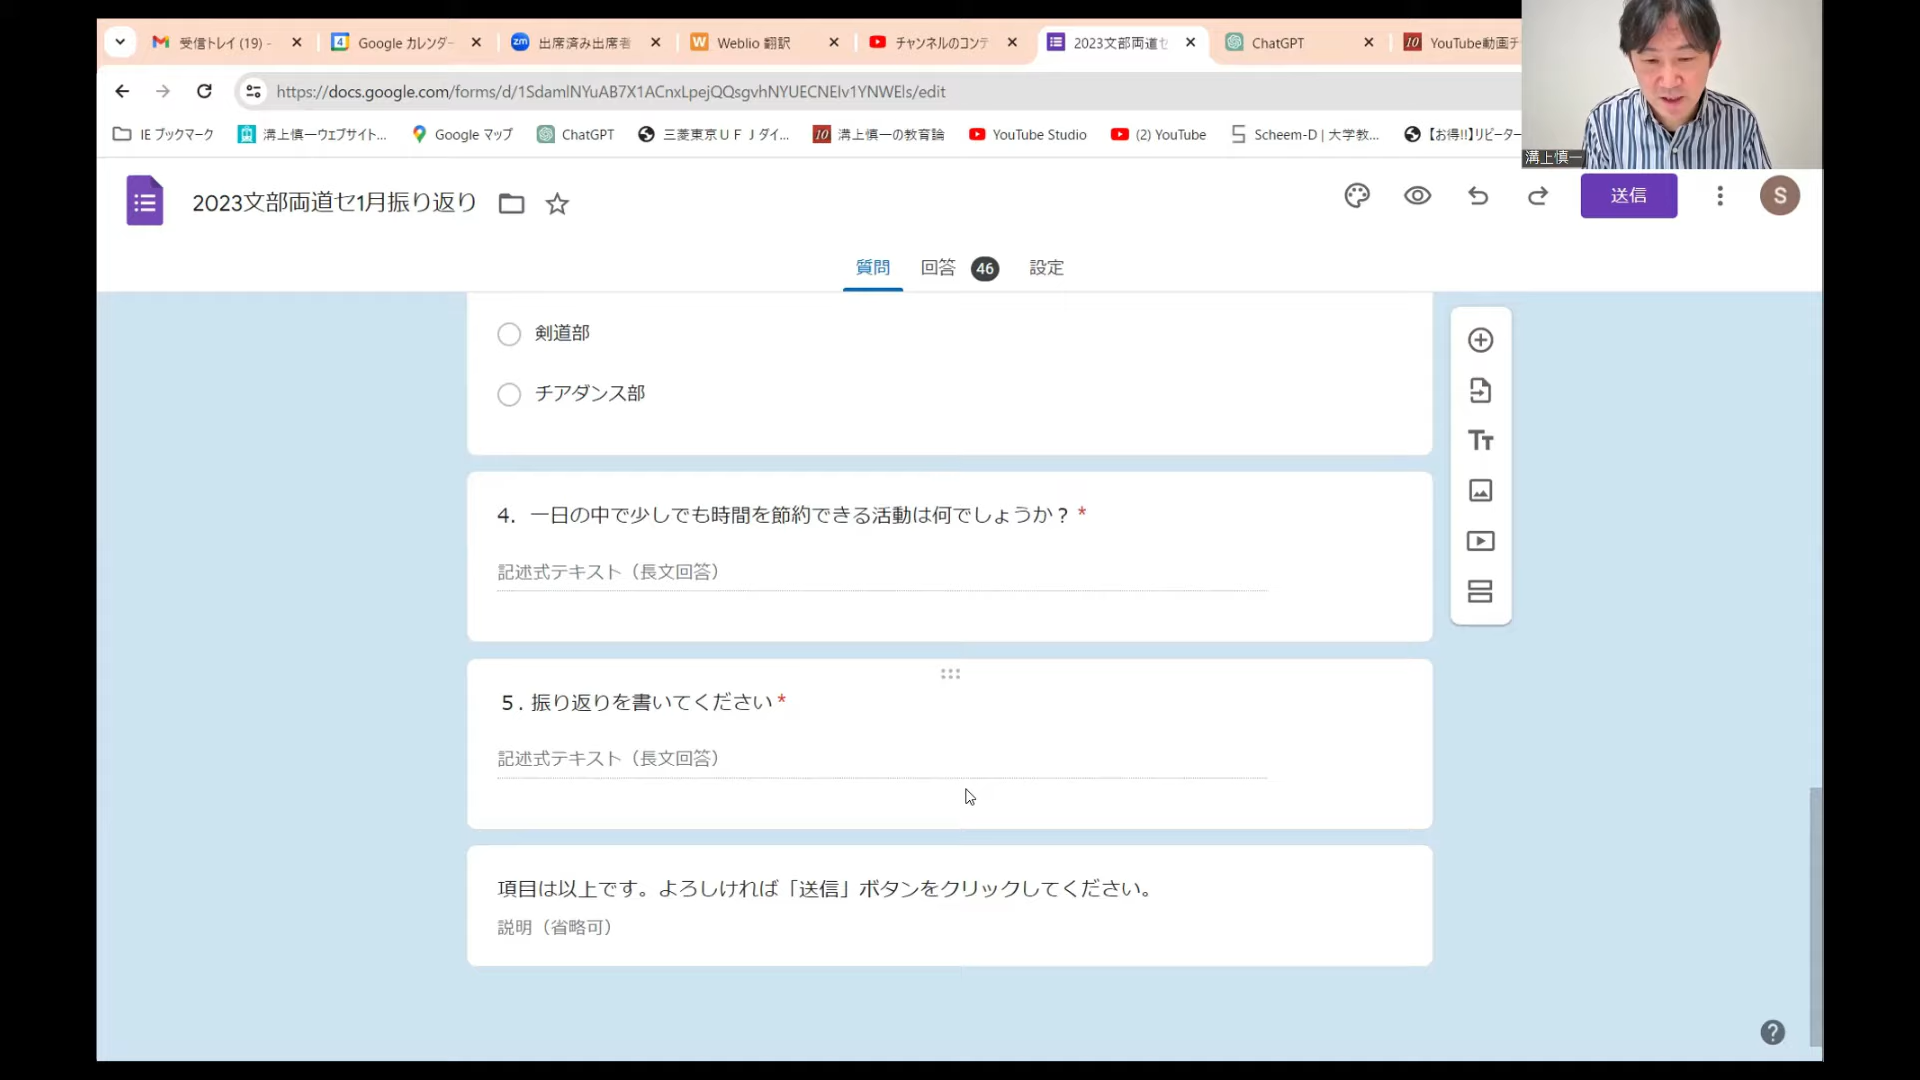 受信トレイ (19) -
Google カレンダー
出席済み出席者
Weblio 翻訳
チャンネルのコンテ
2023文部両道セ
ChatGPT
YouTube動画チ
https://docs.google.com/forms/d/1SdamlNYuAB7X1ACnxLpejQQsgvhNYUECNEIv1YNWEIs/edit
IE ブックマーク
溝上慎一ウェブサイト...
Google マップ
ChatGPT
三菱東京ＵＦＪダイ...
溝上慎一の教育論
YouTube Studio
(2) YouTube
Scheem-D | 大学教...
【お得!!】リピーター
溝上慎一
2023文部両道セ1月振り返り
送信
S
質問
回答 46
設定
剣道部
チアダンス部
4．一日の中で少しでも時間を節約できる活動は何でしょうか？ *
記述式テキスト（長文回答）
５. 振り返りを書いてください *
記述式テキスト（長文回答）
項目は以上です。よろしければ「送信」ボタンをクリックしてください。
説明（省略可）